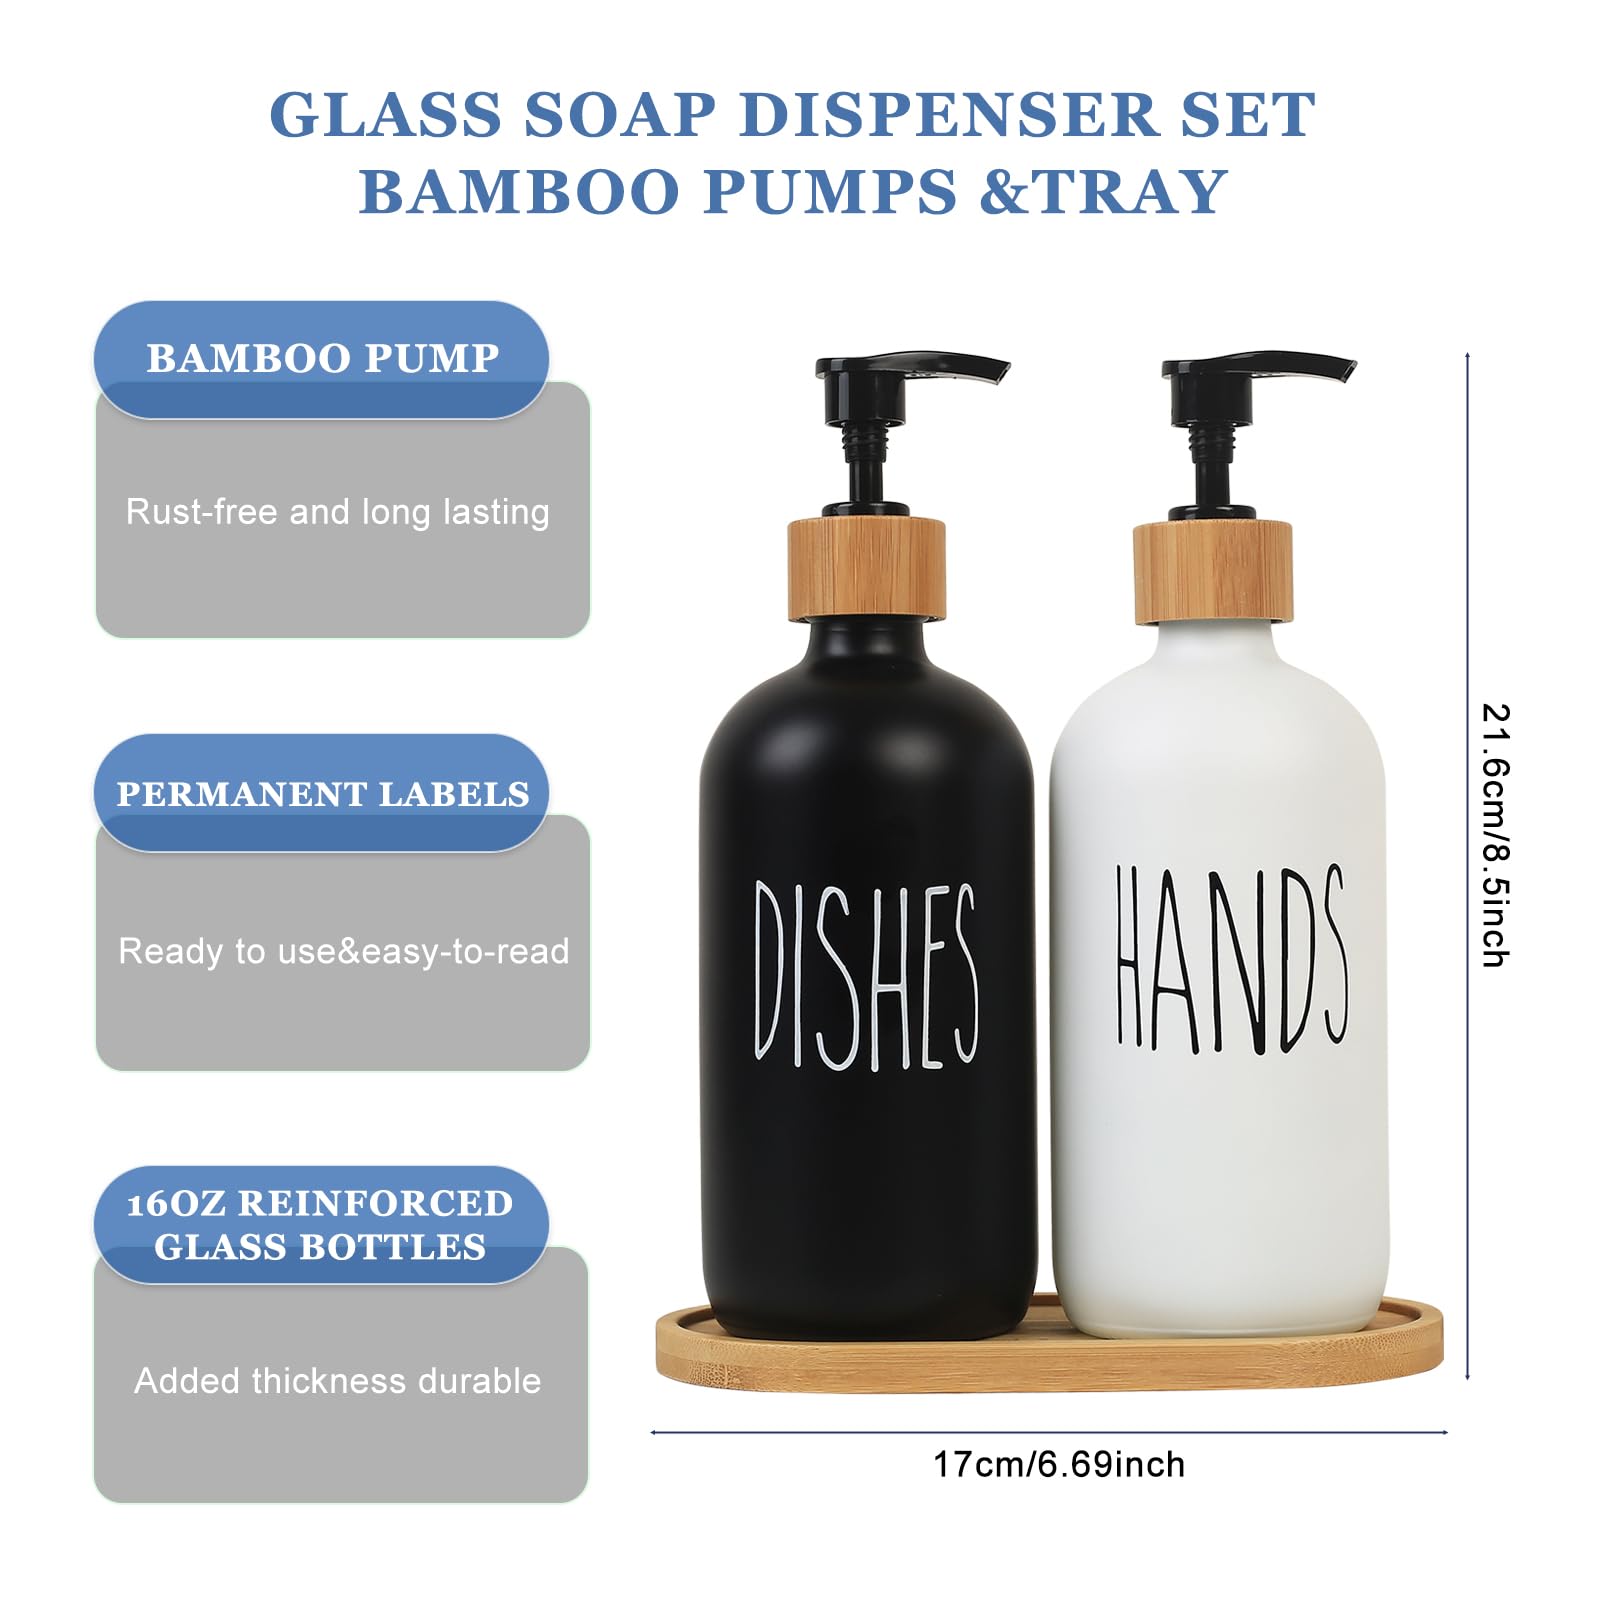 GLASS SOAP DISPENSER SET
BAMBOO PUMPS &TRAY
BAMBOO PUMP
Rust-free and long lasting
PERMANENT LABELS
Ready to use&easy-to-read
16OZ REINFORCED
GLASS BOTTLES
Added thickness durable
DISHES
HANDS
21.6cm/8.5inch
17cm/6.69inch